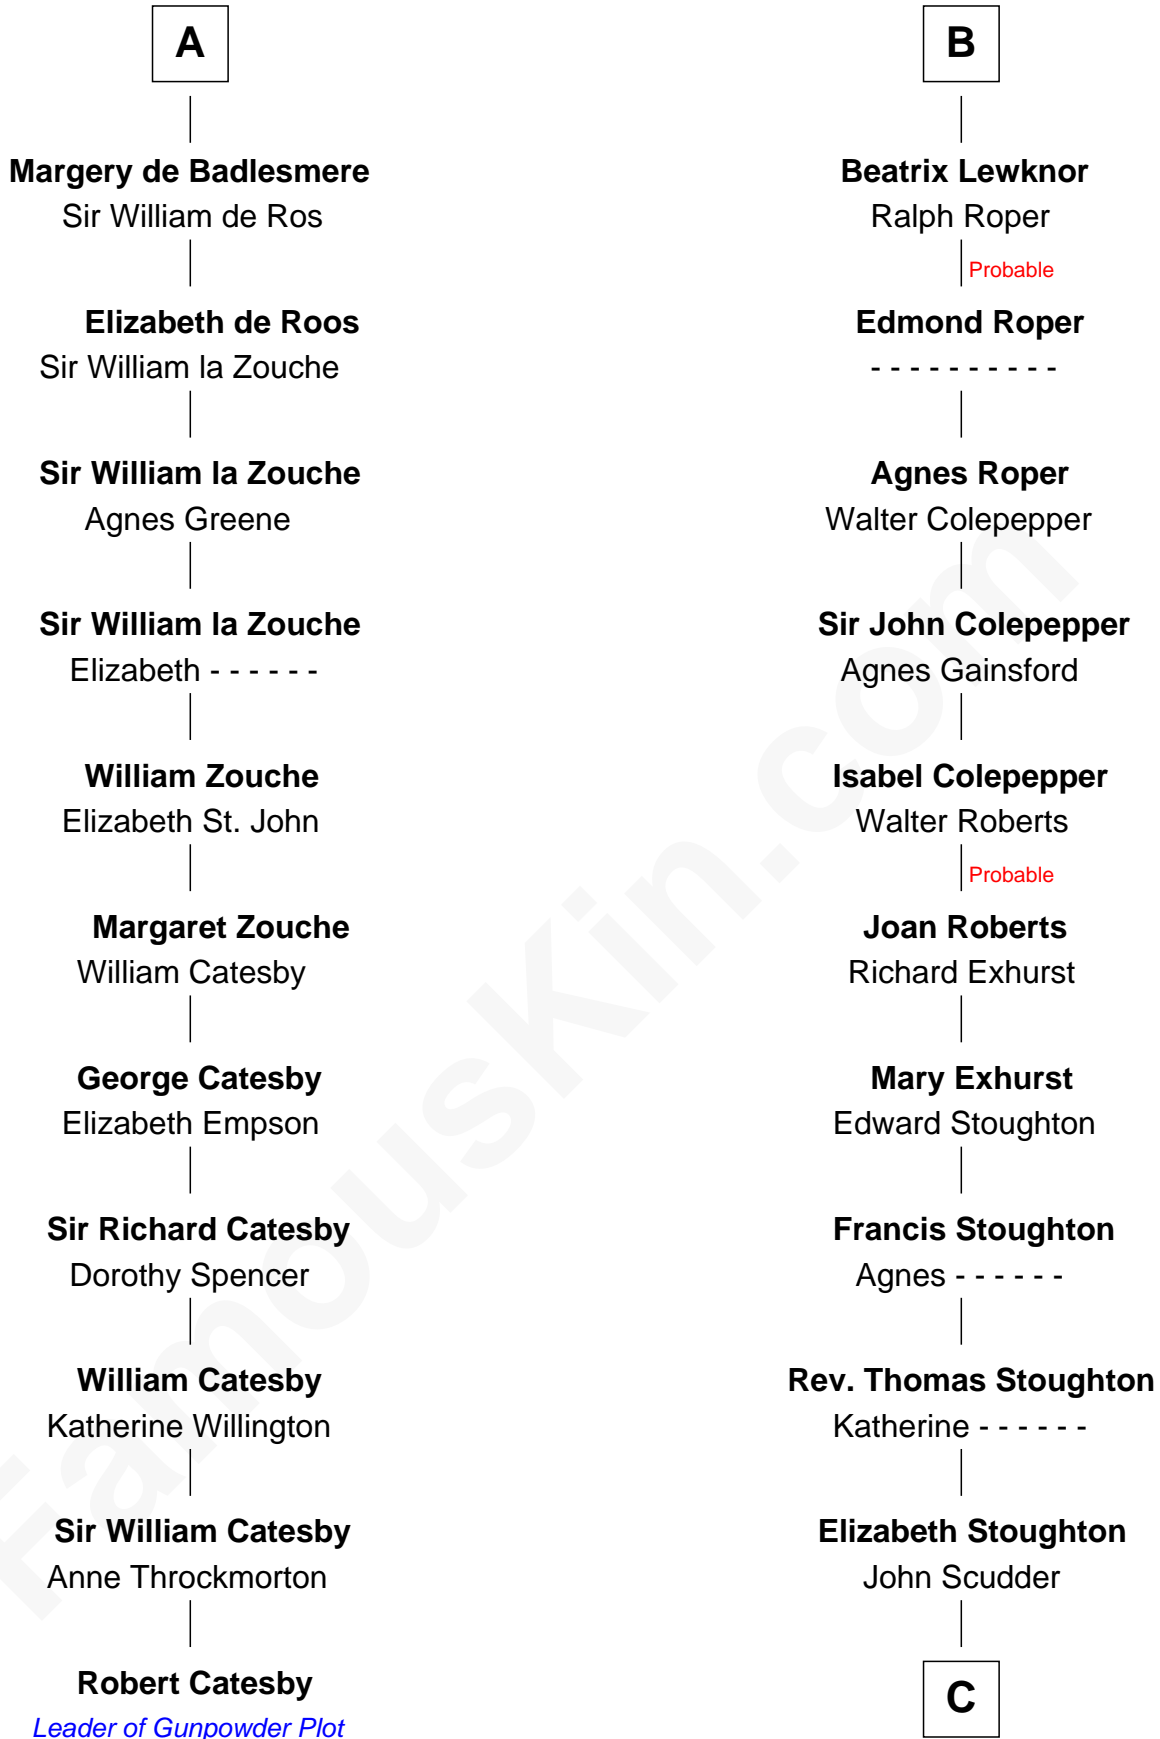 A
Margery de Badlesmere
Sir William de Ros
Elizabeth de Roos
Sir William la Zouche
Sir William la Zouche
Agnes Greene
Sir William la Zouche
Elizabeth - - - - - -
William Zouche
Elizabeth St. John
Margaret Zouche
William Catesby
George Catesby
Elizabeth Empson
Sir Richard Catesby
Dorothy Spencer
William Catesby
Katherine Willington
Sir William Catesby
Anne Throckmorton
Robert Catesby
Leader of Gunpowder Plot
B
Beatrix Lewknor
Ralph Roper
Probable
Edmond Roper
- - - - - - - - - -
Agnes Roper
Walter Colepepper
Sir John Colepepper
Agnes Gainsford
Isabel Colepepper
Walter Roberts
Probable
Joan Roberts
Richard Exhurst
Mary Exhurst
Edward Stoughton
Francis Stoughton
Agnes - - - - - -
Rev. Thomas Stoughton
Katherine - - - - - -
Elizabeth Stoughton
John Scudder
C
FamousKin.com